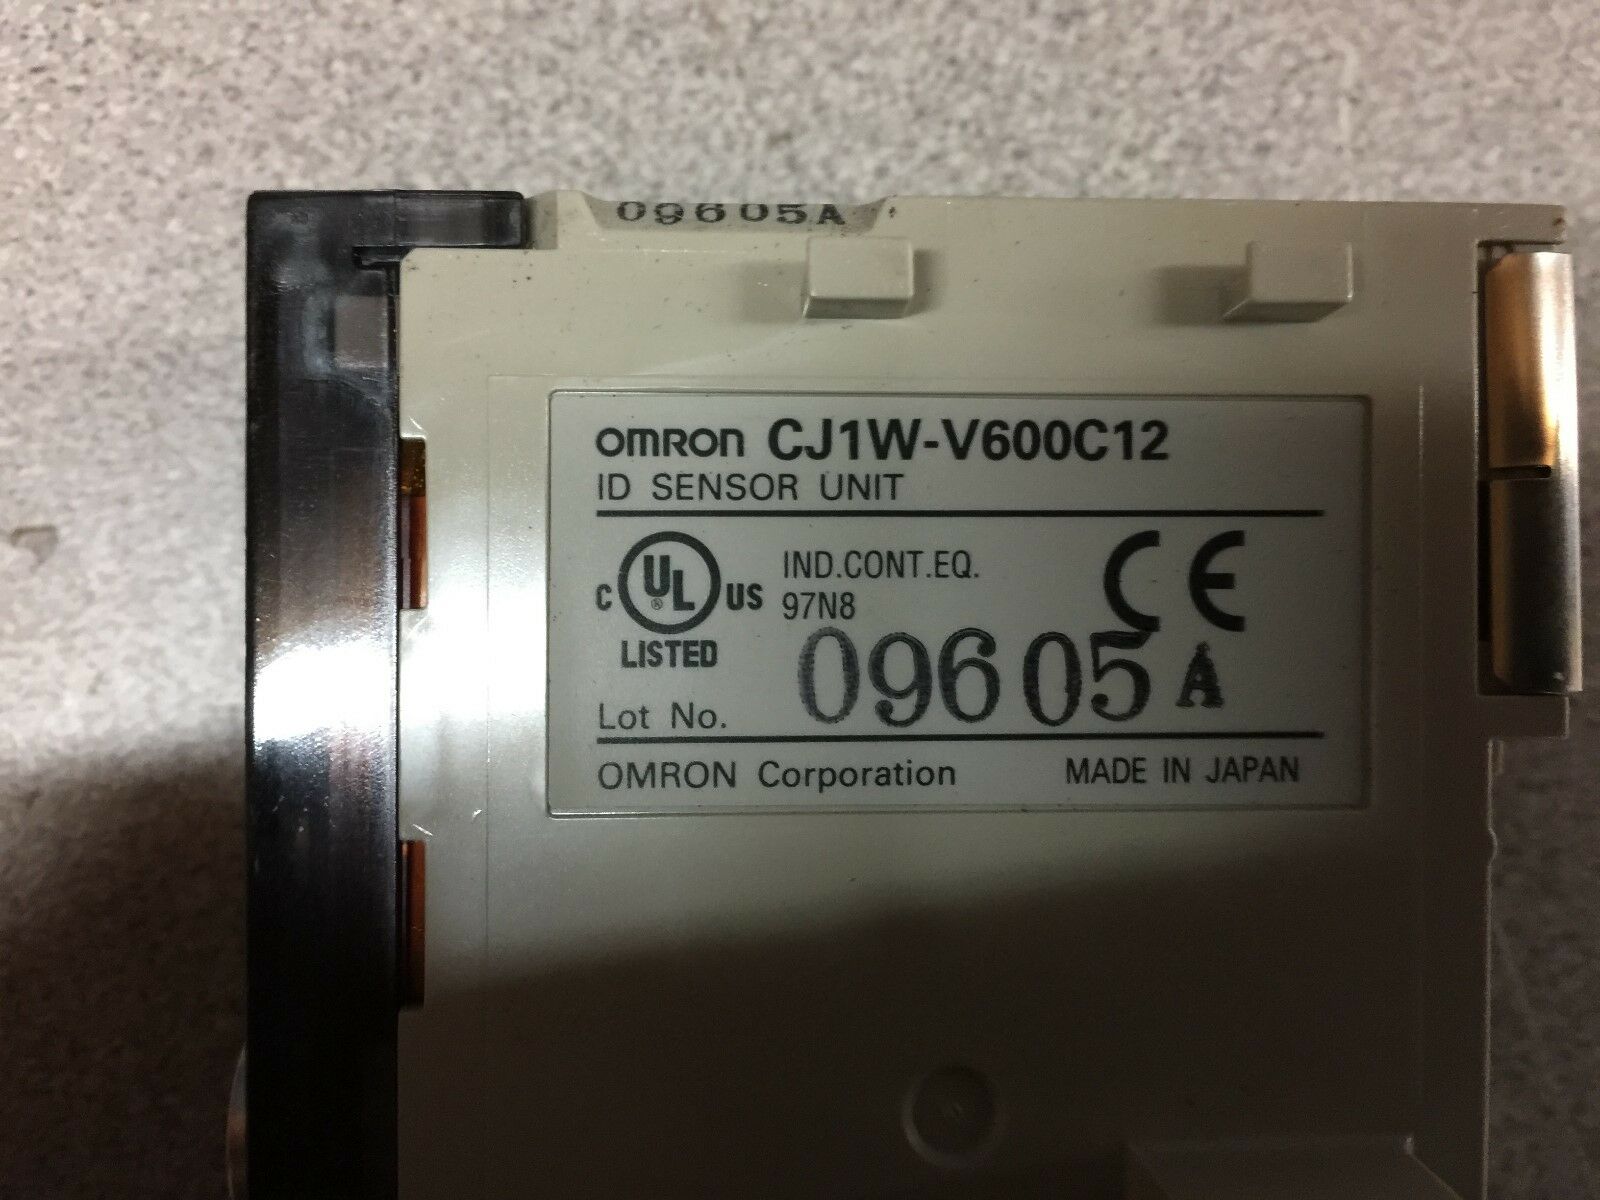 09605A
OMRON CJ1W-V600C12
ID SENSOR UNIT
C UL® US LISTED
IND.CONT.EQ.
97N8
CE
Lot No. 09605A
OMRON Corporation MADE IN JAPAN